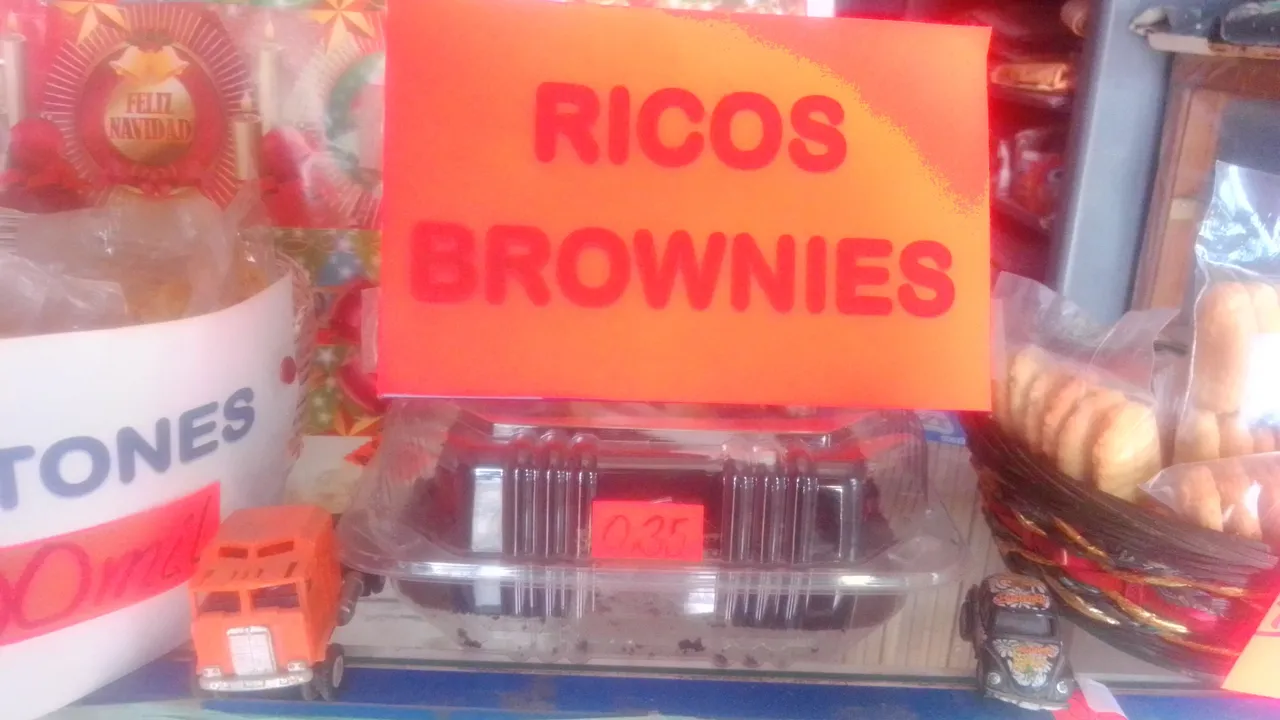 FELIZ
NAVIDAD
RICOS
BROWNIES
TONES
0.35